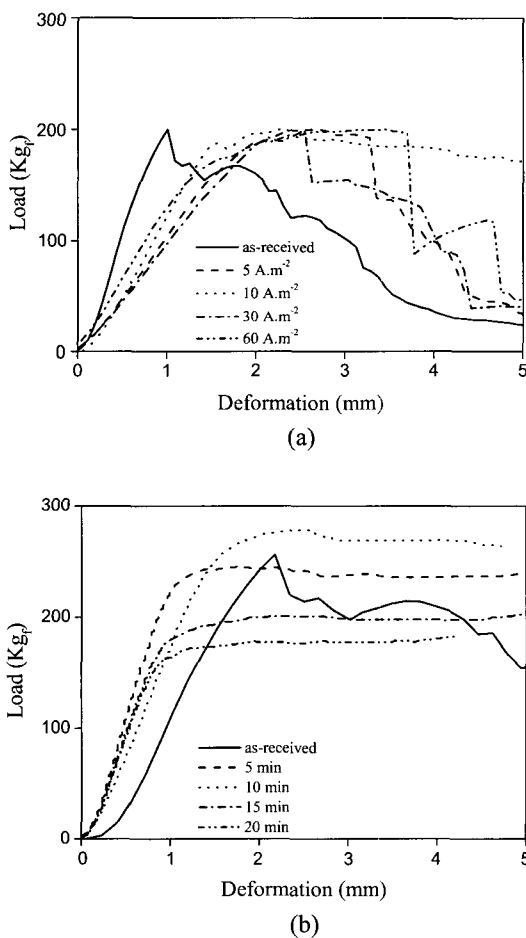 300
200
100
0
Load (Kgf)
as-received
5 A.m-2
10 A.m-2
30 A.m-2
60 A.m-2
0 1 2 3 4 5
Deformation (mm)
(a)
300
200
100
0
Load (Kgf)
as-received
5 min
10 min
15 min
20 min
0 1 2 3 4 5
Deformation (mm)
(b)